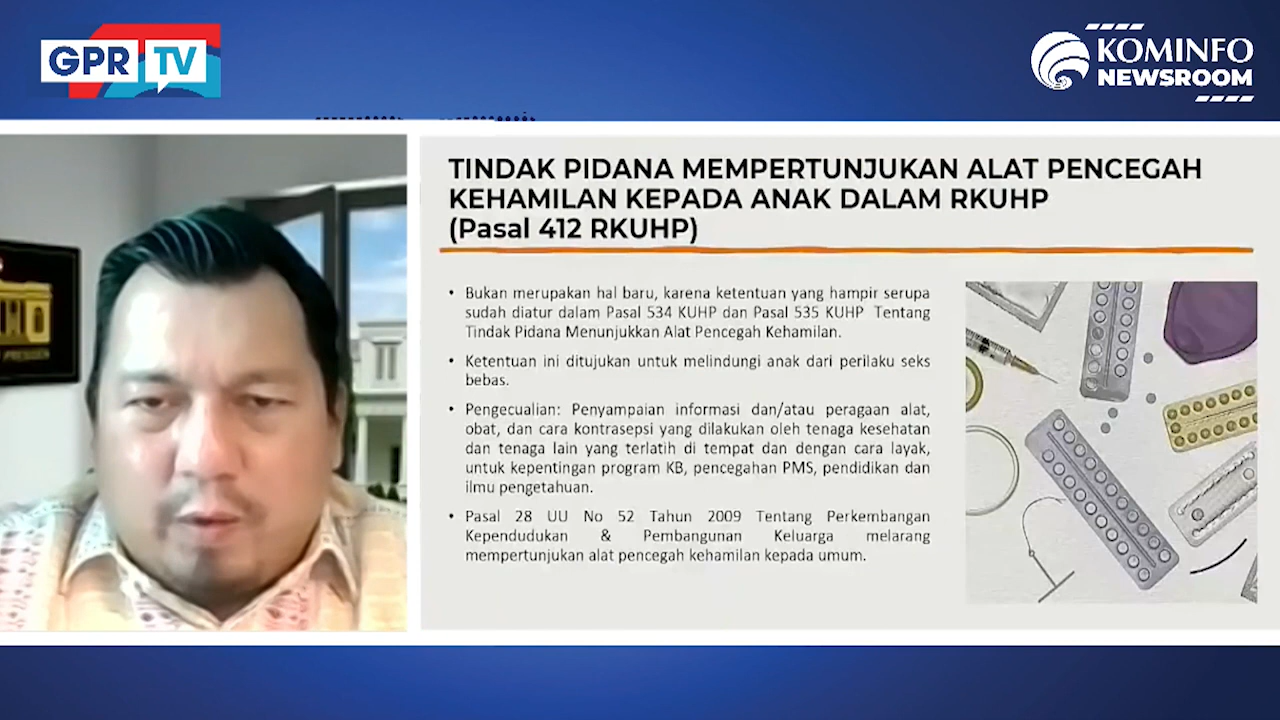 GPR TV
KOMINFO
NEWSROOM
TINDAK PIDANA MEMPERTUNJUKAN ALAT PENCEGAH
KEHAMILAN KEPADA ANAK DALAM RKUHP
(Pasal 412 RKUHP)
• Bukan merupakan hal baru, karena ketentuan yang hampir serupa
sudah diatur dalam Pasal 534 KUHP dan Pasal 535 KUHP Tentang
Tindak Pidana Menunjukkan Alat Pencegah Kehamilan.
• Ketentuan ini ditujukan untuk melindungi anak dari perilaku seks
bebas.
• Pengecualian: Penyampaian informasi dan/atau peragaan alat,
obat, dan cara kontrasepsi yang dilakukan oleh tenaga kesehatan
dan tenaga lain yang terlatih di tempat dan dengan cara layak,
untuk kepentingan program KB, pencegahan PMS, pendidikan dan
ilmu pengetahuan.
• Pasal 28 UU No 52 Tahun 2009 Tentang Perkembangan
Kependudukan & Pembangunan Keluarga melarang
mempertunjukan alat pencegah kehamilan kepada umum.